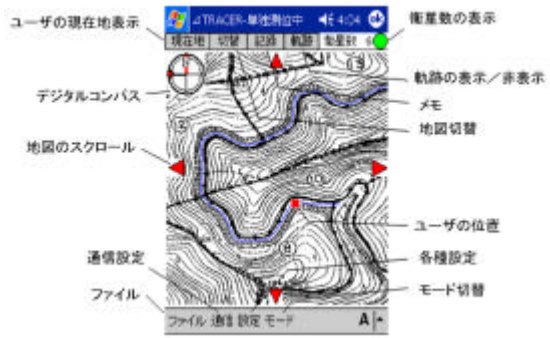 ユーザの現在地表示
⊿TRACER-単独測位中 4:04 ok
衛星数の表示
現在地 切替 記録 軌跡 衛星数
軌跡の表示／非表示
メモ
デジタルコンパス
地図切替
地図のスクロール
ユーザの位置
通信設定
各種設定
ファイル
モード切替
ファイル 通信 設定 モード A